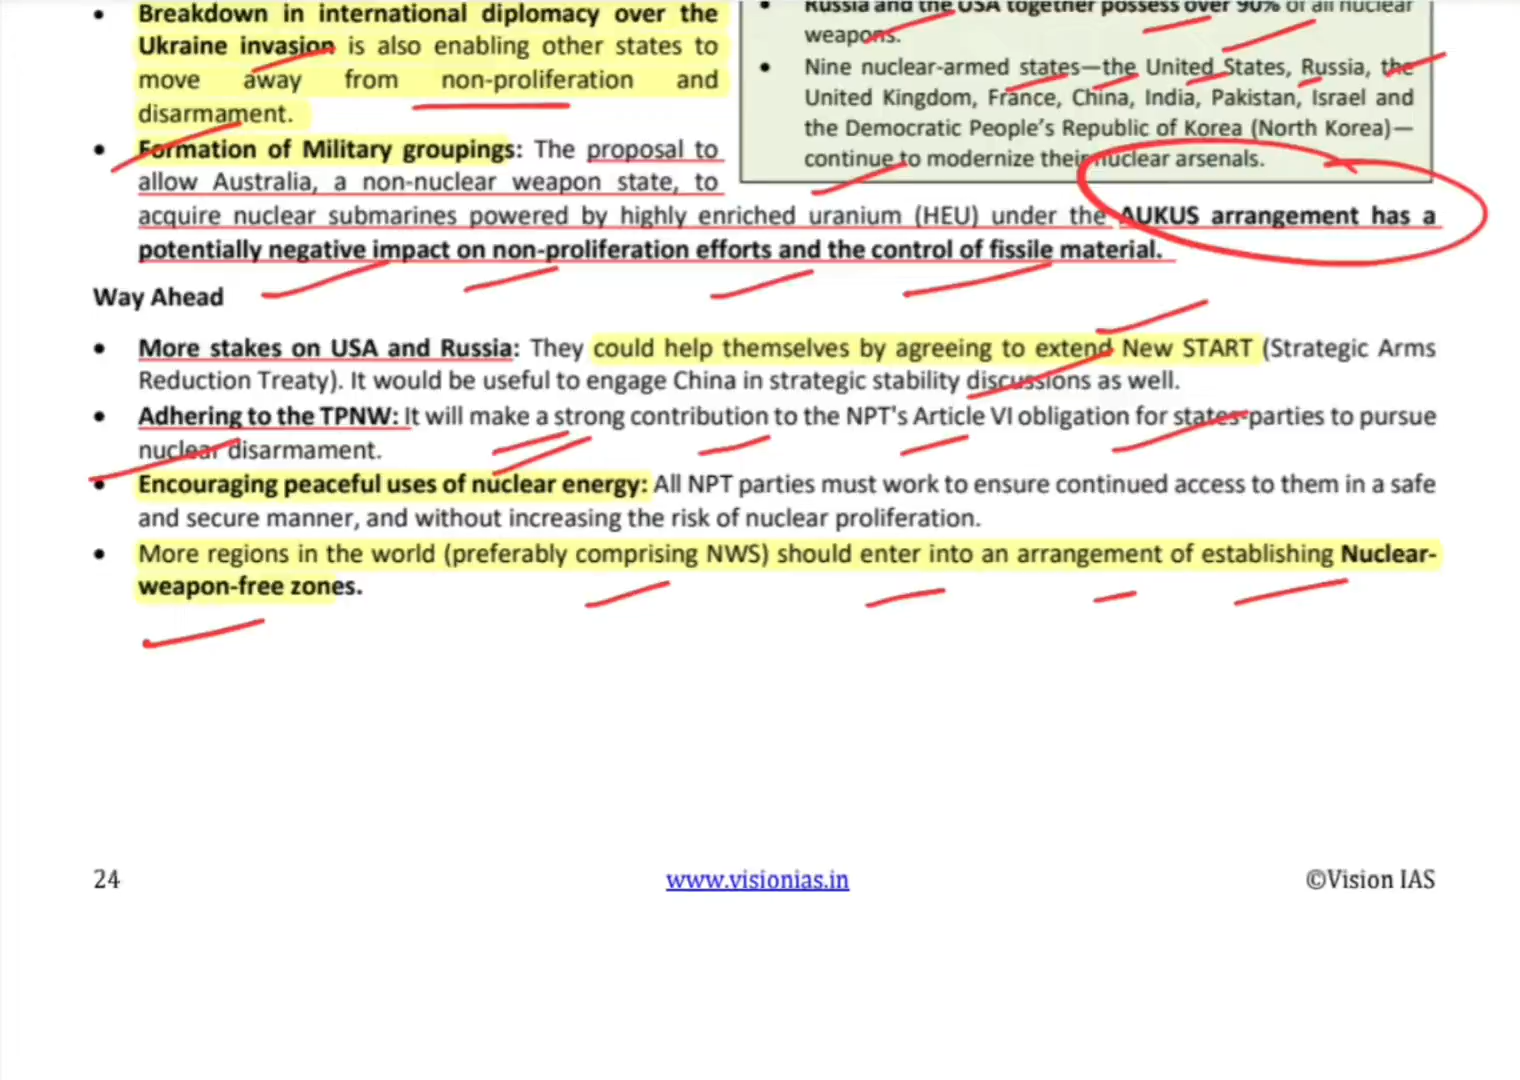 Breakdown in international diplomacy over the
Ukraine invasion is also enabling other states to
move away from non-proliferation and
disarmament.
Russia and the USA together possess over 90% of all nuclear
weapons.
• Nine nuclear-armed states—the United States, Russia, the
United Kingdom, France, China, India, Pakistan, Israel and
the Democratic People's Republic of Korea (North Korea)—
continue to modernize their nuclear arsenals.
• Formation of Military groupings: The proposal to
allow Australia, a non-nuclear weapon state, to
acquire nuclear submarines powered by highly enriched uranium (HEU) under the AUKUS arrangement has a
potentially negative impact on non-proliferation efforts and the control of fissile material.
Way Ahead
• More stakes on USA and Russia: They could help themselves by agreeing to extend New START (Strategic Arms
Reduction Treaty). It would be useful to engage China in strategic stability discussions as well.
• Adhering to the TPNW: It will make a strong contribution to the NPT's Article VI obligation for states-parties to pursue
nuclear disarmament.
• Encouraging peaceful uses of nuclear energy: All NPT parties must work to ensure continued access to them in a safe
and secure manner, and without increasing the risk of nuclear proliferation.
• More regions in the world (preferably comprising NWS) should enter into an arrangement of establishing Nuclear-
weapon-free zones.
24
www.visionias.in
©Vision IAS